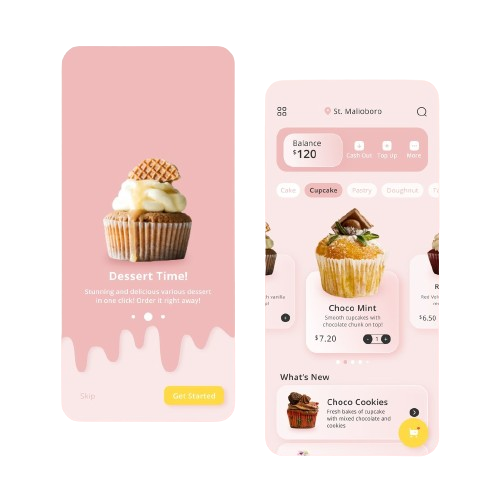 Dessert Time!
Stunning and delicious various dessert
in one click! Order it right away!
Skip
Get Started
St. Malioboro
Balance
$120
Cash Out
Top Up
More
Cake
Cupcake
Pastry
Doughnut
Choco Mint
Smooth cupcakes with
chocolate chunk on top!
$7.20
- 1 +
h vanilla
Red Vel
$6.50
What's New
Choco Cookies
Fresh bakes of cupcake
with mixed chocolate and
cookies